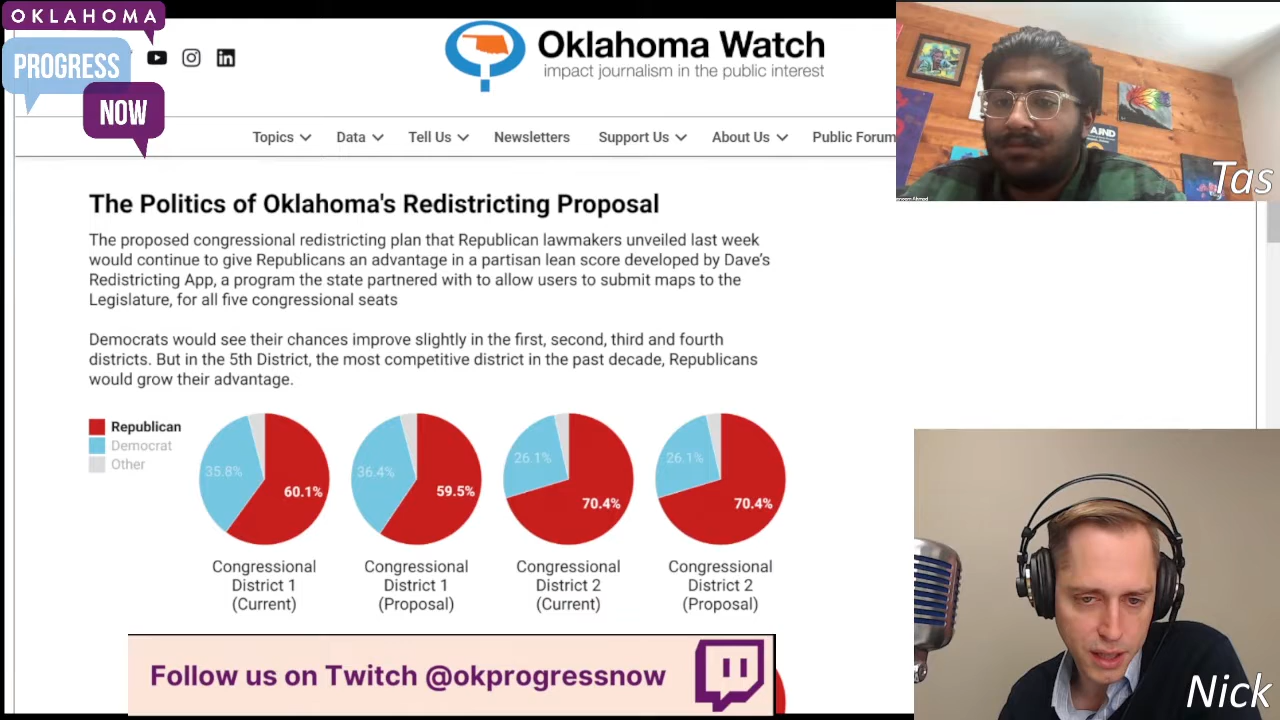 OKLAHOMA
PROGRESS
NOW
Oklahoma Watch
impact journalism in the public interest
Topics
Data
Tell Us
Newsletters
Support Us
About Us
Public Forum
The Politics of Oklahoma's Redistricting Proposal
The proposed congressional redistricting plan that Republican lawmakers unveiled last week
would continue to give Republicans an advantage in a partisan lean score developed by Dave's
Redistricting App, a program the state partnered with to allow users to submit maps to the
Legislature, for all five congressional seats
Democrats would see their chances improve slightly in the first, second, third and fourth
districts. But in the 5th District, the most competitive district in the past decade, Republicans
would grow their advantage.
Republican
Democrat
Other
35.8%
60.1%
36.4%
59.5%
26.1%
70.4%
26.1%
70.4%
Congressional
District 1
(Current)
Congressional
District 1
(Proposal)
Congressional
District 2
(Current)
Congressional
District 2
(Proposal)
Follow us on Twitch @okprogressnow
Tas
Nick